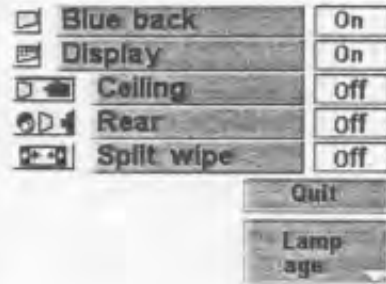 Blue back On
Display On
Ceiling Off
Rear Off
Split wipe Off
Quit
Lamp
age